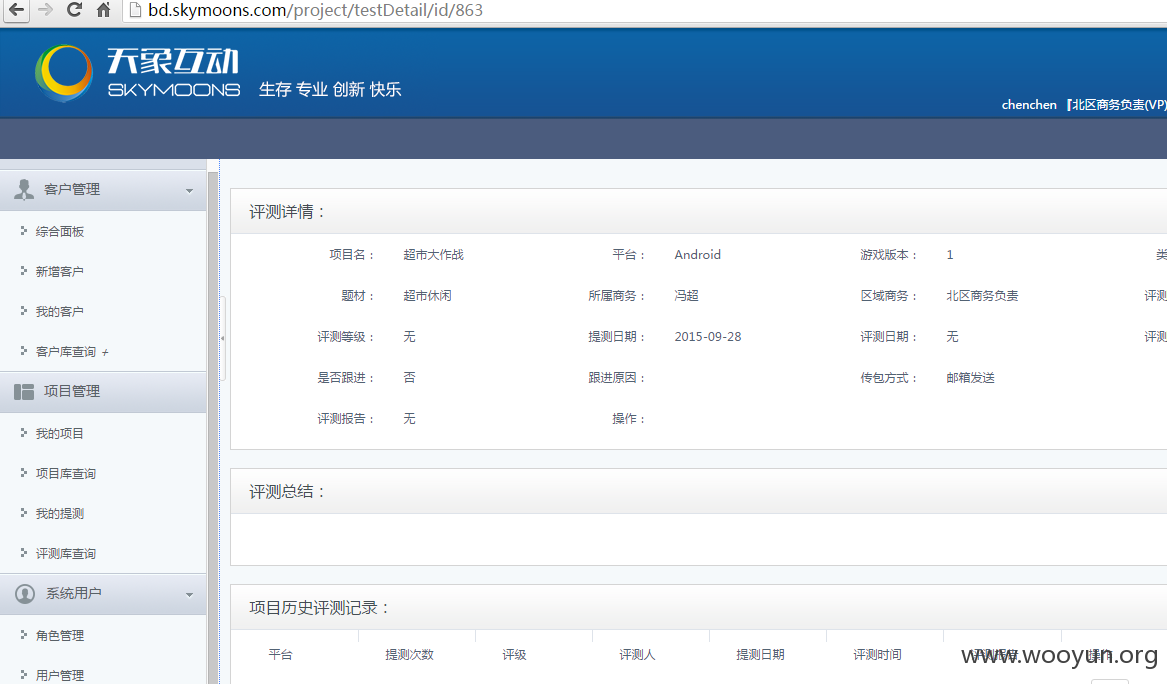 bd.skymoons.com/project/testDetail/id/863
天象互动
SKYMOONS 生存 专业 创新 快乐
chenchen 『北区商务负责(VP)
客户管理
综合面板
新增客户
我的客户
客户库查询 +
项目管理
我的项目
项目库查询
我的提测
评测库查询
系统用户
角色管理
用户管理
评测详情：
项目名： 超市大作战 平台： Android 游戏版本： 1 类
题材： 超市休闲 所属商务： 冯超 区域商务： 北区商务负责 评测
评测等级： 无 提测日期： 2015-09-28 评测日期： 无 评测
是否跟进： 否 跟进原因： 传包方式： 邮箱发送
评测报告： 无 操作：
评测总结：
项目历史评测记录：
平台 提测次数 评级 评测人 提测日期 评测时间 评测报告 操作
www.wooyun.org